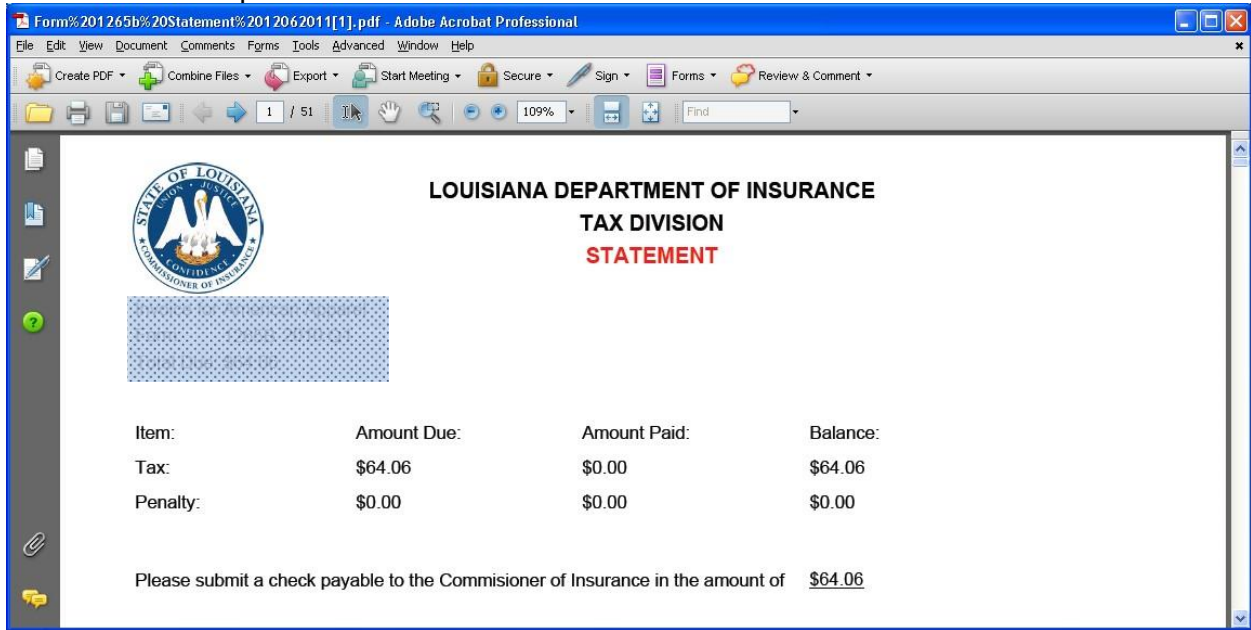 Form%201265b%20Statement%2012062011[1].pdf - Adobe Acrobat Professional
File Edit View Document Comments Forms Tools Advanced Window Help
Create PDF Combine Files Export Start Meeting Secure Sign Forms Review & Comment
1 / 51 109% Find
STATE OF LOUISIANA
UNION · JUSTICE
CONFIDENCE
COMMISSIONER OF INSURANCE
LOUISIANA DEPARTMENT OF INSURANCE
TAX DIVISION
STATEMENT
Item: Amount Due: Amount Paid: Balance:
Tax: $64.06 $0.00 $64.06
Penalty: $0.00 $0.00 $0.00
Please submit a check payable to the Commisioner of Insurance in the amount of $64.06